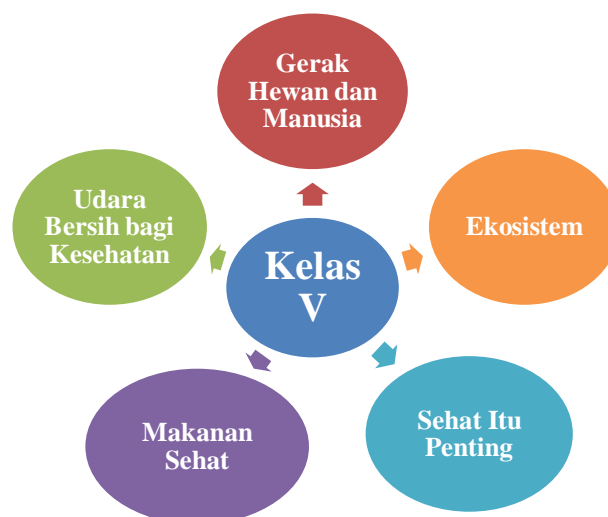 Gerak
Hewan dan
Manusia
Udara
Bersih bagi
Kesehatan
Ekosistem
Kelas
V
Makanan
Sehat
Sehat Itu
Penting